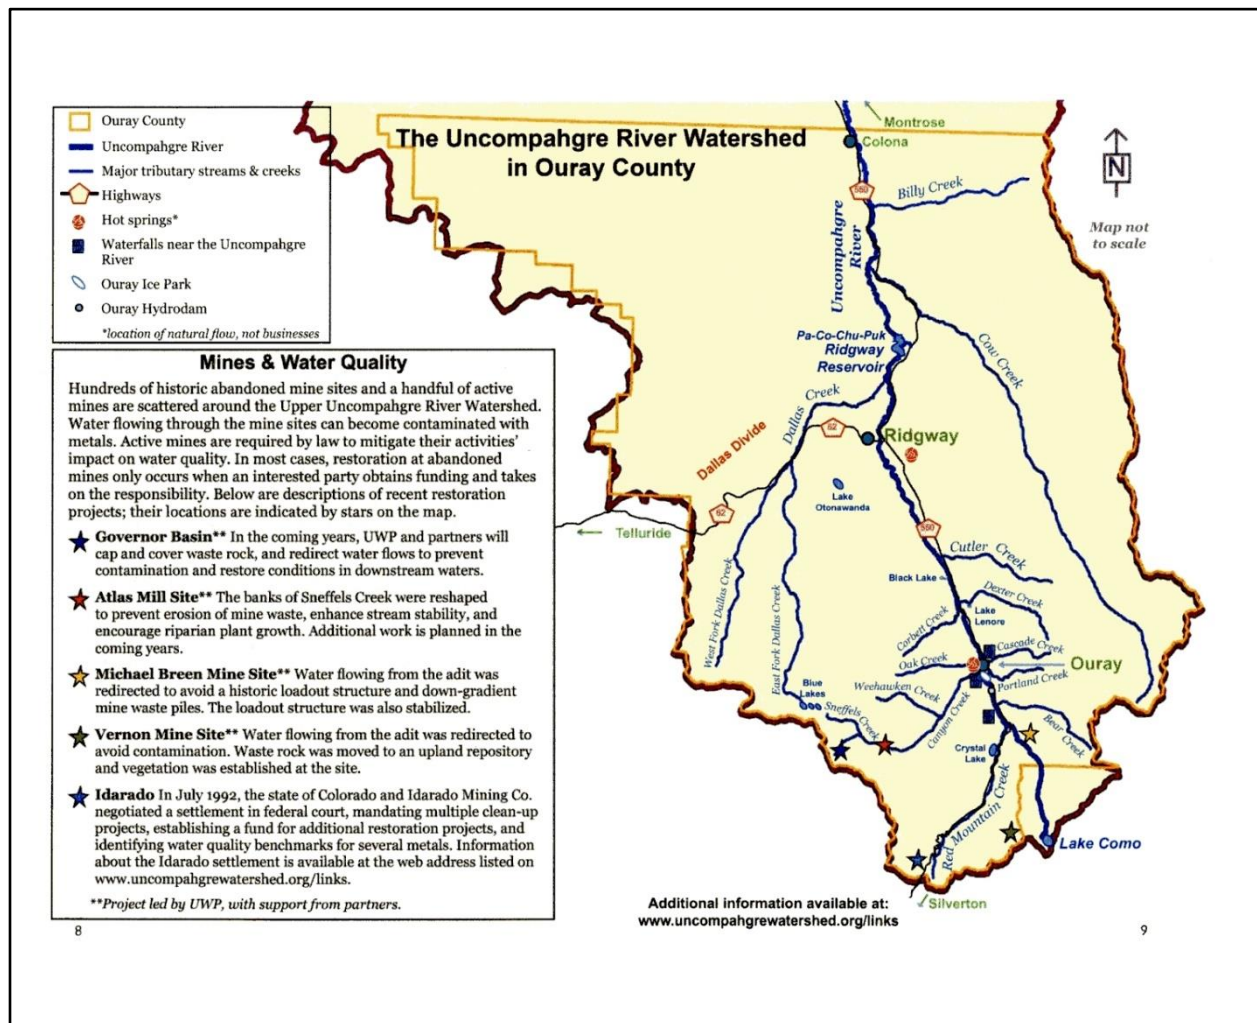 Ouray County
Uncompahgre River
Major tributary streams & creeks
Highways
Hot springs*
Waterfalls near the Uncompahgre
River
Ouray Ice Park
Ouray Hydrodam
*location of natural flow, not businesses
Mines & Water Quality
Hundreds of historic abandoned mine sites and a handful of active
mines are scattered around the Upper Uncompahgre River Watershed.
Water flowing through the mine sites can become contaminated with
metals. Active mines are required by law to mitigate their activities'
impact on water quality. In most cases, restoration at abandoned
mines only occurs when an interested party obtains funding and takes
on the responsibility. Below are descriptions of recent restoration
projects; their locations are indicated by stars on the map.
Governor Basin** In the coming years, UWP and partners will
cap and cover waste rock, and redirect water flows to prevent
contamination and restore conditions in downstream waters.
Atlas Mill Site** The banks of Sneffels Creek were reshaped
to prevent erosion of mine waste, enhance stream stability, and
encourage riparian plant growth. Additional work is planned in the
coming years.
Michael Breen Mine Site** Water flowing from the adit was
redirected to avoid a historic loadout structure and down-gradient
mine waste piles. The loadout structure was also stabilized.
Vernon Mine Site** Water flowing from the adit was redirected to
avoid contamination. Waste rock was moved to an upland repository
and vegetation was established at the site.
Idarado In July 1992, the state of Colorado and Idarado Mining Co.
negotiated a settlement in federal court, mandating multiple clean-up
projects, establishing a fund for additional restoration projects, and
identifying water quality benchmarks for several metals. Information
about the Idarado settlement is available at the web address listed on
www.uncompahgrewatershed.org/links.
**Project led by UWP, with support from partners.
8
The Uncompahgre River Watershed
in Ouray County
Montrose
Colona
N
Map not
to scale
550
Billy Creek
Uncompahgre
River
Pa-Co-Chu-Puk
Ridgway
Reservoir
Cow Creek
Dallas Creek
62
Ridgway
Dallas Divide
Lake
Otonawanda
62
Telluride
550
Cutler Creek
Black Lake
Dexter Creek
Lake
Lenore
West Fork Dallas Creek
East Fork Dallas Creek
Corbett Creek
Cascade Creek
Oak Creek
Ouray
Portland Creek
Weehawken Creek
Blue
Lakes
Sneffels
Creek
Canyon Creek
Bear Creek
Crystal
Lake
Red Mountain Creek
Lake Como
Silverton
Additional information available at:
www.uncompahgrewatershed.org/links
9